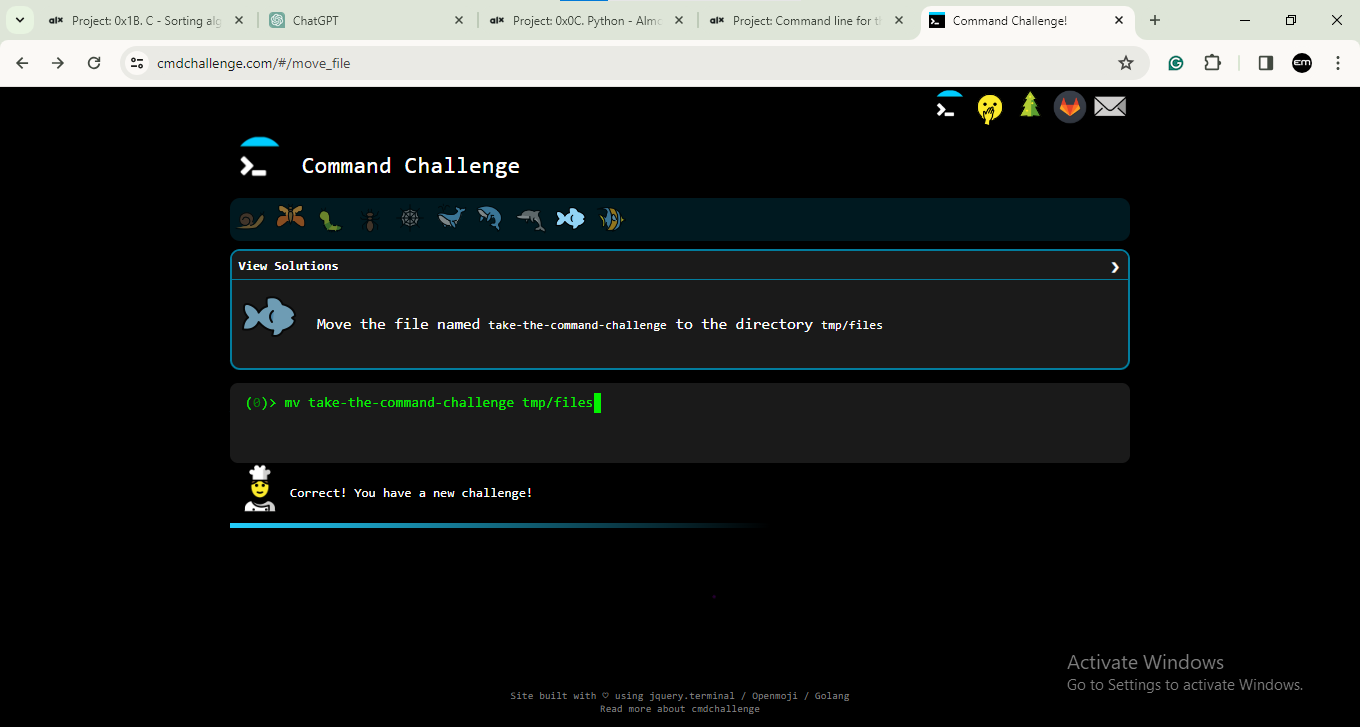 Project: 0x1B. C - Sorting alg
ChatGPT
Project: 0x0C. Python - Almo
Project: Command line for th
Command Challenge!
cmdchallenge.com/#/move_file
Command Challenge
View Solutions
Move the file named take-the-command-challenge to the directory tmp/files
(0)> mv take-the-command-challenge tmp/files
Correct! You have a new challenge!
Activate Windows
Go to Settings to activate Windows.
Site built with ♡ using jquery.terminal / Openmoji / Golang
Read more about cmdchallenge